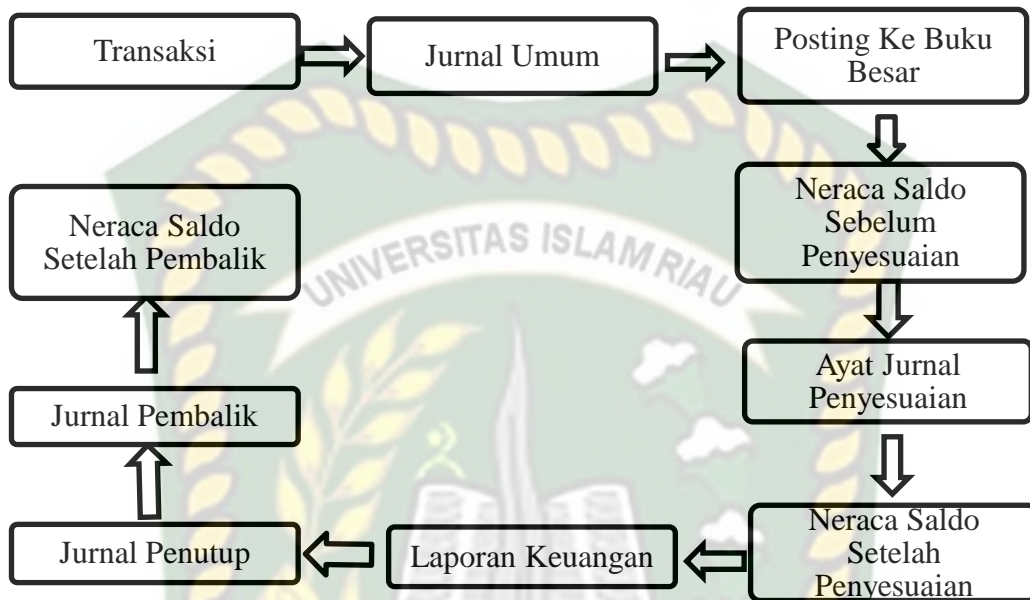 Transaksi
Jurnal Umum
Posting Ke Buku
Besar
Neraca Saldo
Sebelum
Penyesuaian
Ayat Jurnal
Penyesuaian
Neraca Saldo
Setelah
Penyesuaian
Laporan Keuangan
Jurnal Penutup
Jurnal Pembalik
Neraca Saldo
Setelah Pembalik
UNIVERSITAS ISLAM RIAU